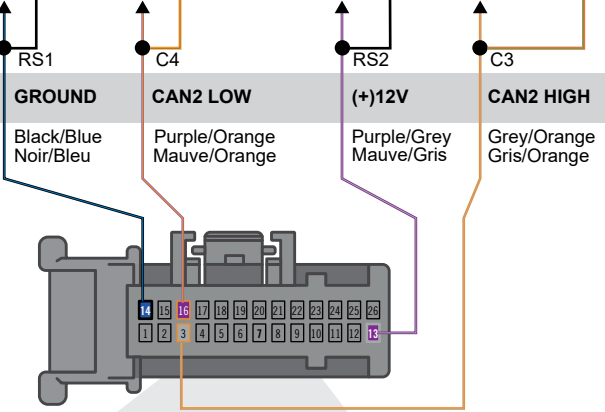 RS1 C4 RS2 C3
GROUND CAN2 LOW (+)12V CAN2 HIGH
Black/Blue Purple/Orange Purple/Grey Grey/Orange
Noir/Bleu Mauve/Orange Mauve/Gris Gris/Orange
14 15 16 17 18 19 20 21 22 23 24 25 26
1 2 3 4 5 6 7 8 9 10 11 12 13